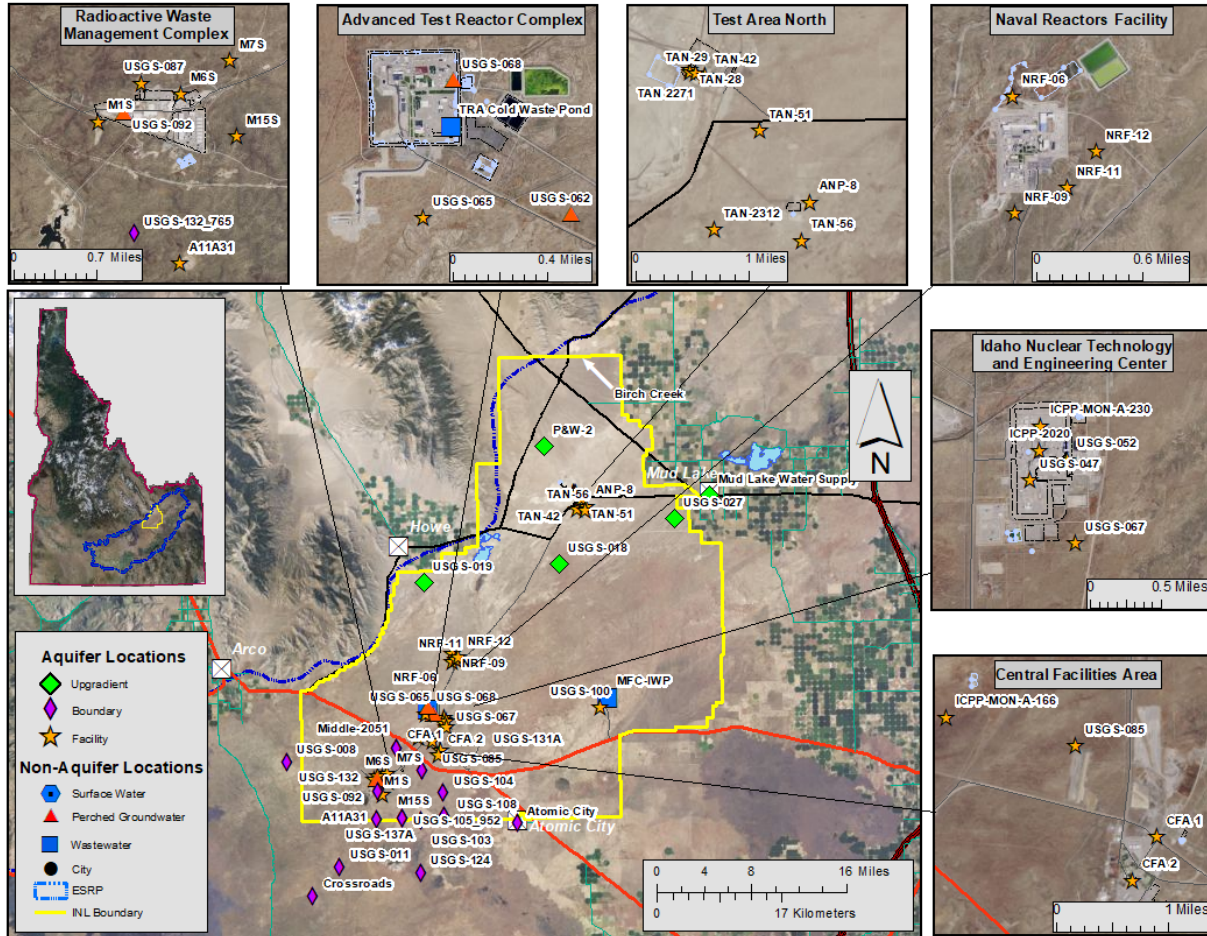 Radioactive Waste
Management Complex
M7S
USGS-087
M6S
M1S
USGS-092
M15S
USGS-132_765
A11A31
0 0.7 Miles
Advanced Test Reactor Complex
USGS-068
TRA Cold Waste Pond
USGS-065
USGS-062
0 0.4 Miles
Test Area North
TAN-29
TAN-42
TAN-28
TAN 2271
TAN-51
ANP-8
TAN-2312
TAN-56
0 1 Miles
Naval Reactors Facility
NRF-06
NRF-12
NRF-11
NRF-09
0 0.6 Miles
Idaho Nuclear Technology
and Engineering Center
ICPP-MON-A-230
ICPP-2020
USGS-052
USGS-047
USGS-067
0 0.5 Miles
Central Facilities Area
ICPP-MON-A-166
USGS-085
CFA 1
CFA 2
0 1 Miles
Birch Creek
N
P&W-2
Mud Lake
Mud Lake Water Supply
TAN-56
ANP-8
USGS-027
TAN-42
TAN-51
Howe
USGS-018
USGS-019
Arco
NRF-11
NRF-12
NRF-09
NRF-06
USGS-100
MFC-IWP
USGS-065
USGS-068
USGS-067
Middle-2051
CFA 1
CFA 2
USGS-131A
USGS-008
M7S
USGS-085
M6S
USGS-132
M1S
USGS-104
USGS-092
M15S
USGS-108
Atomic City
A11A31
USGS-105_952
Atomic City
USGS-137A
USGS-103
USGS-011
USGS-124
Crossroads
Aquifer Locations
Upgradient
Boundary
Facility
Non-Aquifer Locations
Surface Water
Perched Groundwater
Wastewater
City
ESRP
INL Boundary
0 4 8 16 Miles
0 17 Kilometers